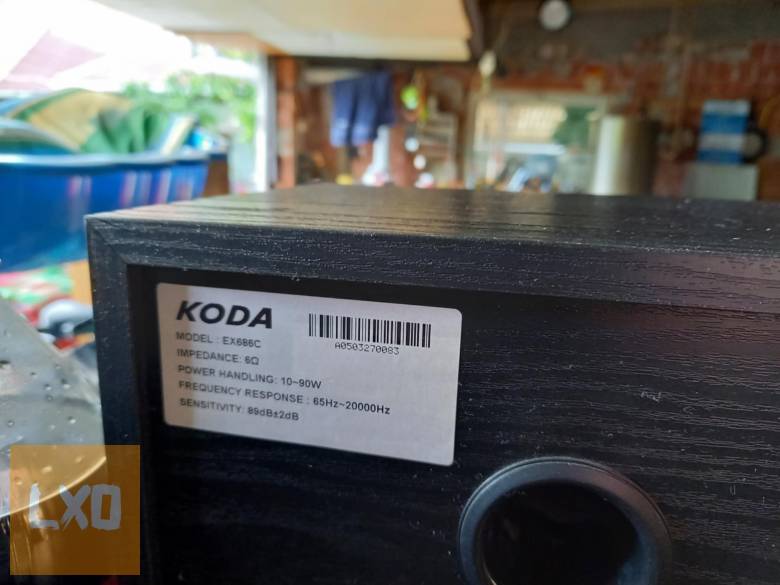 KODA
MODEL : EX686C
IMPEDANCE: 6Ω
POWER HANDLING: 10~90W
FREQUENCY RESPONSE : 65Hz~20000Hz
SENSITIVITY: 89dB±2dB
A0503270083
LXO